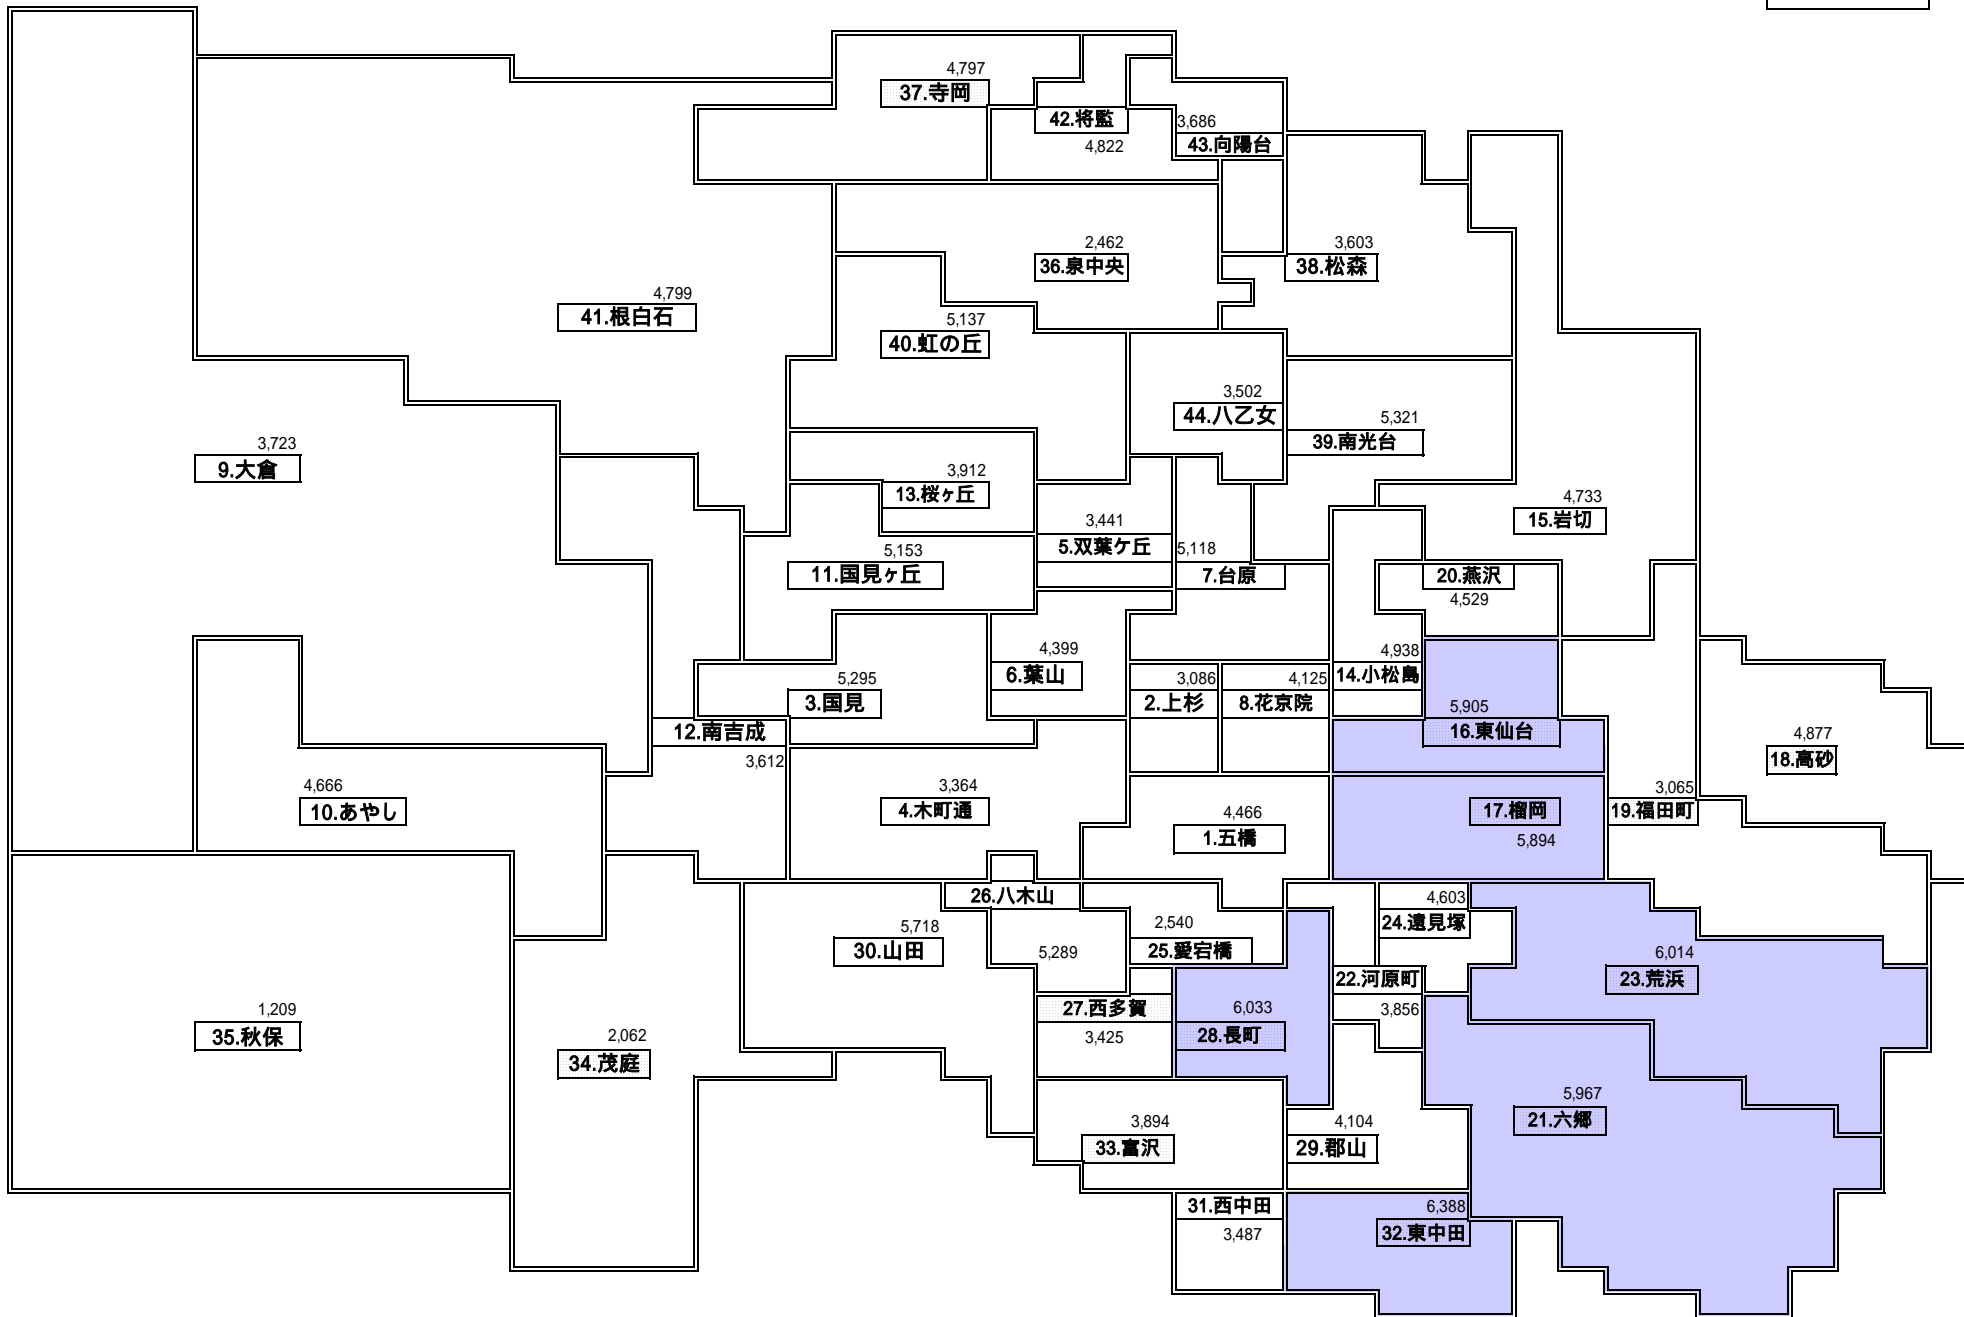 4,797
37.寺岡
42.将監
4,822
3,686
43.向陽台
2,462
36.泉中央
3,603
38.松森
4,799
41.根白石
5,137
40.虹の丘
3,502
44.八乙女
5,321
39.南光台
3,723
9.大倉
3,912
13.桜ヶ丘
4,733
15.岩切
3,441
5.双葉ケ丘
5,118
7.台原
5,153
11.国見ヶ丘
20.燕沢
4,529
4,399
6.葉山
4,938
14.小松島
5,295
3.国見
3,086
2.上杉
4,125
8.花京院
5,905
16.東仙台
12.南吉成
3,612
4,877
18.高砂
4,666
10.あやし
3,364
4.木町通
4,466
1.五橋
17.榴岡
5,894
3,065
19.福田町
26.八木山
5,289
4,603
24.遠見塚
5,718
30.山田
2,540
25.愛宕橋
6,014
23.荒浜
22.河原町
3,856
1,209
35.秋保
2,062
34.茂庭
27.西多賀
3,425
6,033
28.長町
5,967
21.六郷
3,894
33.富沢
4,104
29.郡山
31.西中田
3,487
6,388
32.東中田